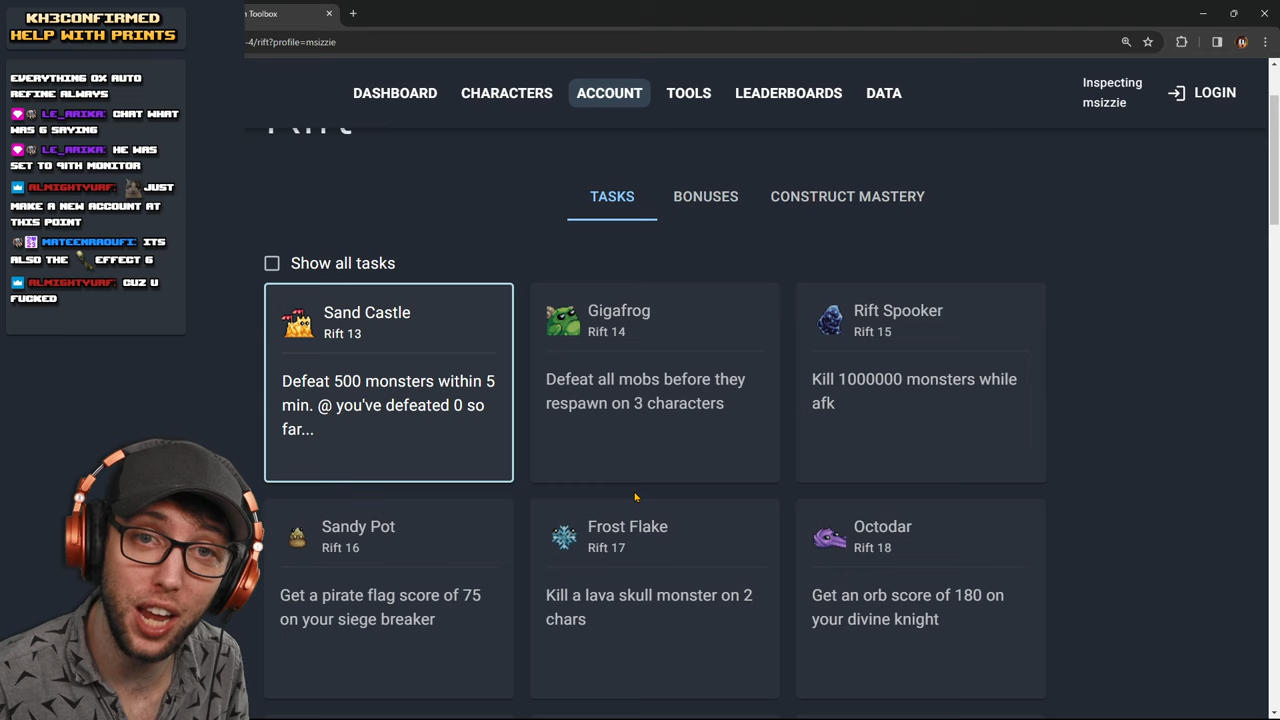 KH3CONFIRMED
HELP WITH PRINTS
EVERYTHING 0X AUTO
REFINE ALWAYS
LE_ARIKA: CHAT WHAT
WAS 6 SAYING
LE_ARIKA: HE WAS
SET TO 9TH MONITOR
ALMIGHTYURF: JUST
MAKE A NEW ACCOUNT AT
THIS POINT
MATEENRAOUFI: ITS
ALSO THE EFFECT 6
ALMIGHTYURF: CUZ U
FUCKED
Toolbox
-4/rift?profile=msizzie
DASHBOARD
CHARACTERS
ACCOUNT
TOOLS
LEADERBOARDS
DATA
Inspecting
msizzie
LOGIN
TASKS
BONUSES
CONSTRUCT MASTERY
Show all tasks
Sand Castle
Rift 13
Defeat 500 monsters within 5
min. @ you've defeated 0 so
far...
Gigafrog
Rift 14
Defeat all mobs before they
respawn on 3 characters
Rift Spooker
Rift 15
Kill 1000000 monsters while
afk
Sandy Pot
Rift 16
Get a pirate flag score of 75
on your siege breaker
Frost Flake
Rift 17
Kill a lava skull monster on 2
chars
Octodar
Rift 18
Get an orb score of 180 on
your divine knight